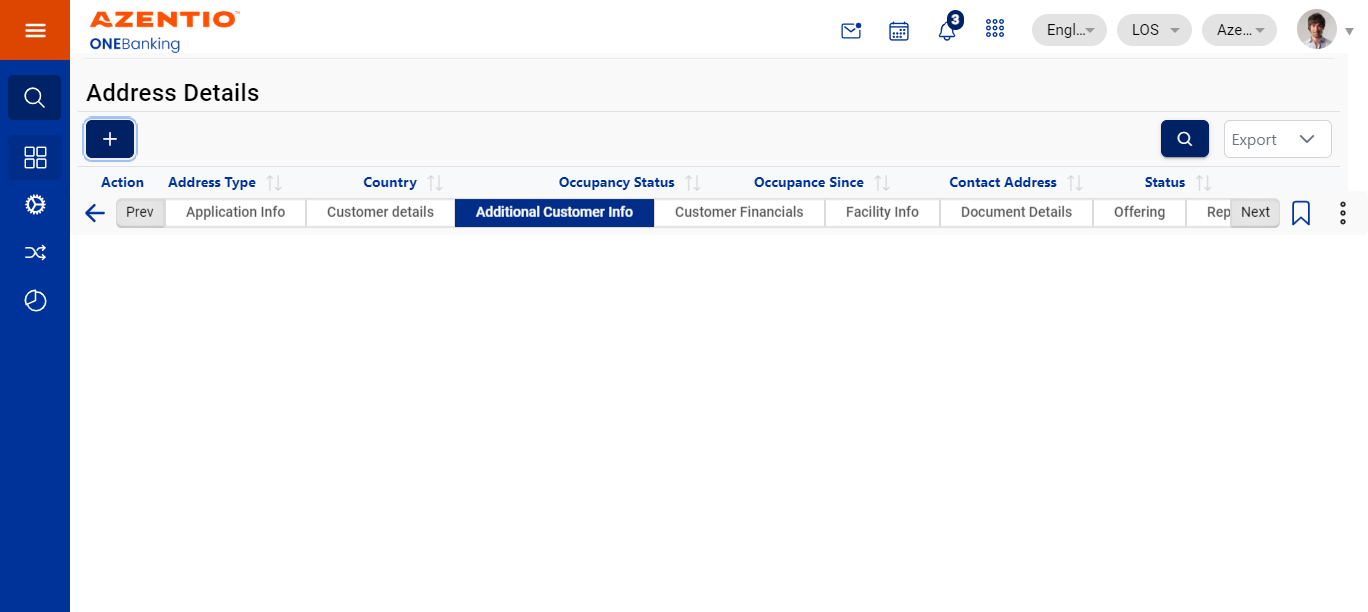 AZENTIO™
ONEBanking
3
Engl...
LOS
Aze...
Address Details
+
Export
Action Address Type Country Occupancy Status Occupance Since Contact Address Status
Prev Application Info Customer details Additional Customer Info Customer Financials Facility Info Document Details Offering Rep Next